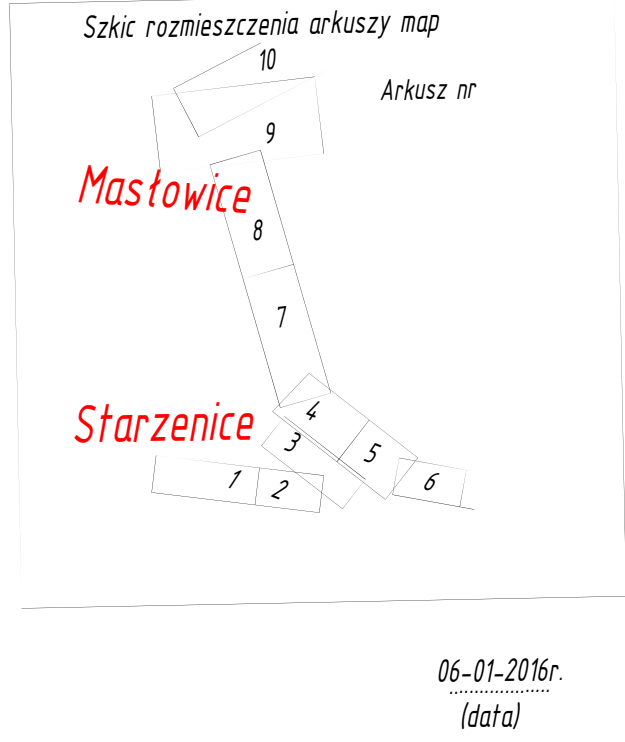 Szkic rozmieszczenia arkuszy map
10
Arkusz nr
9
Masłowice
8
7
4
Starzenice
3
5
1
2
6
06-01-2016r.
(data)